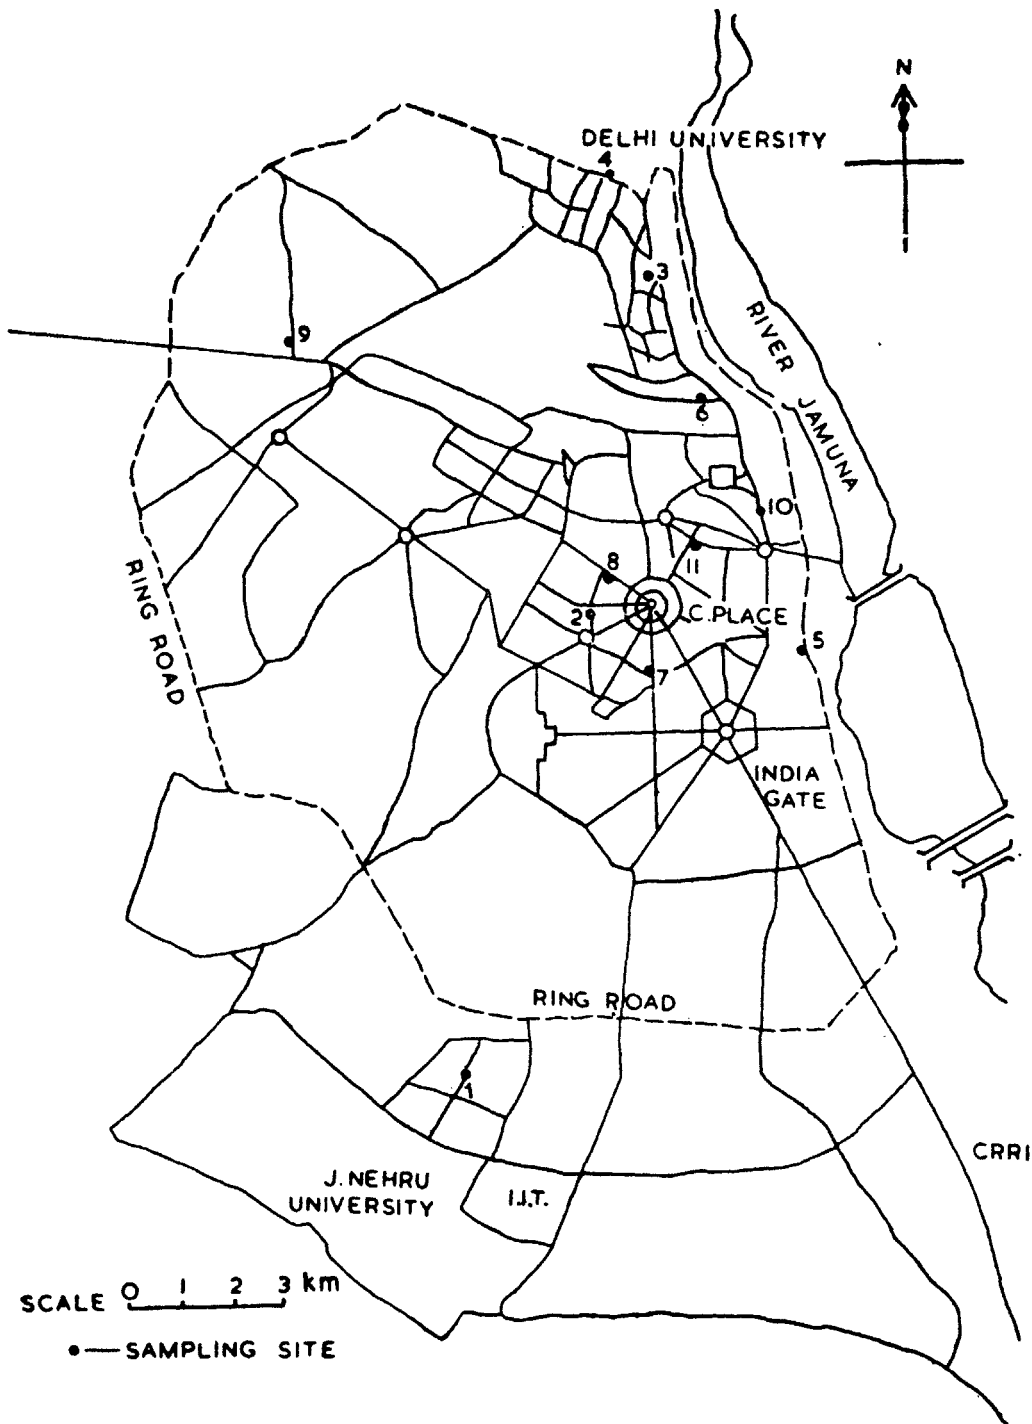 N
DELHI UNIVERSITY
4
3
RIVER JAMUNA
9
6
10
11
8
C.PLACE
2
5
7
RING ROAD
INDIA
GATE
RING ROAD
1
CRRI
J. NEHRU
UNIVERSITY
I.I.T.
SCALE 0 1 2 3 km
SAMPLING SITE